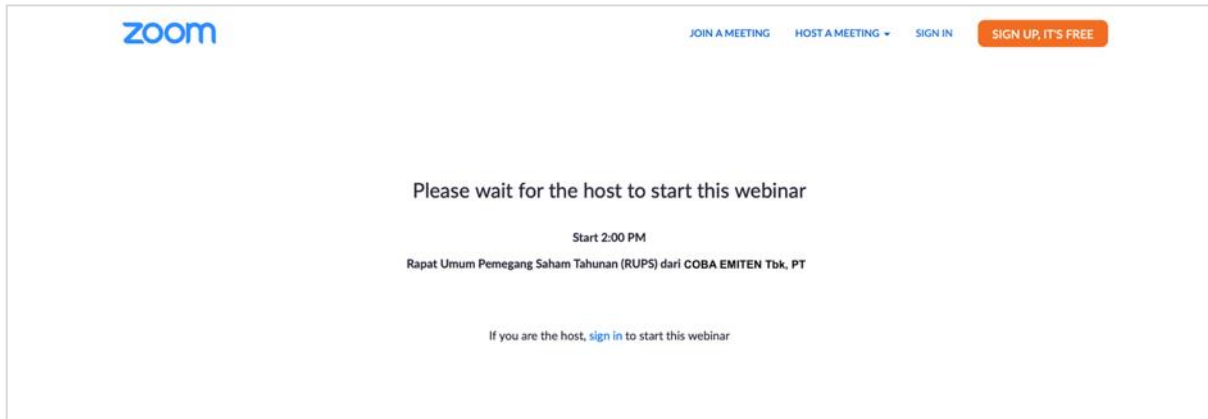 zoom
JOIN A MEETING HOST A MEETING SIGN IN SIGN UP, IT'S FREE
Please wait for the host to start this webinar
Start 2:00 PM
Rapat Umum Pemegang Saham Tahunan (RUPS) dari COBA EMITEN Tbk, PT
If you are the host, sign in to start this webinar